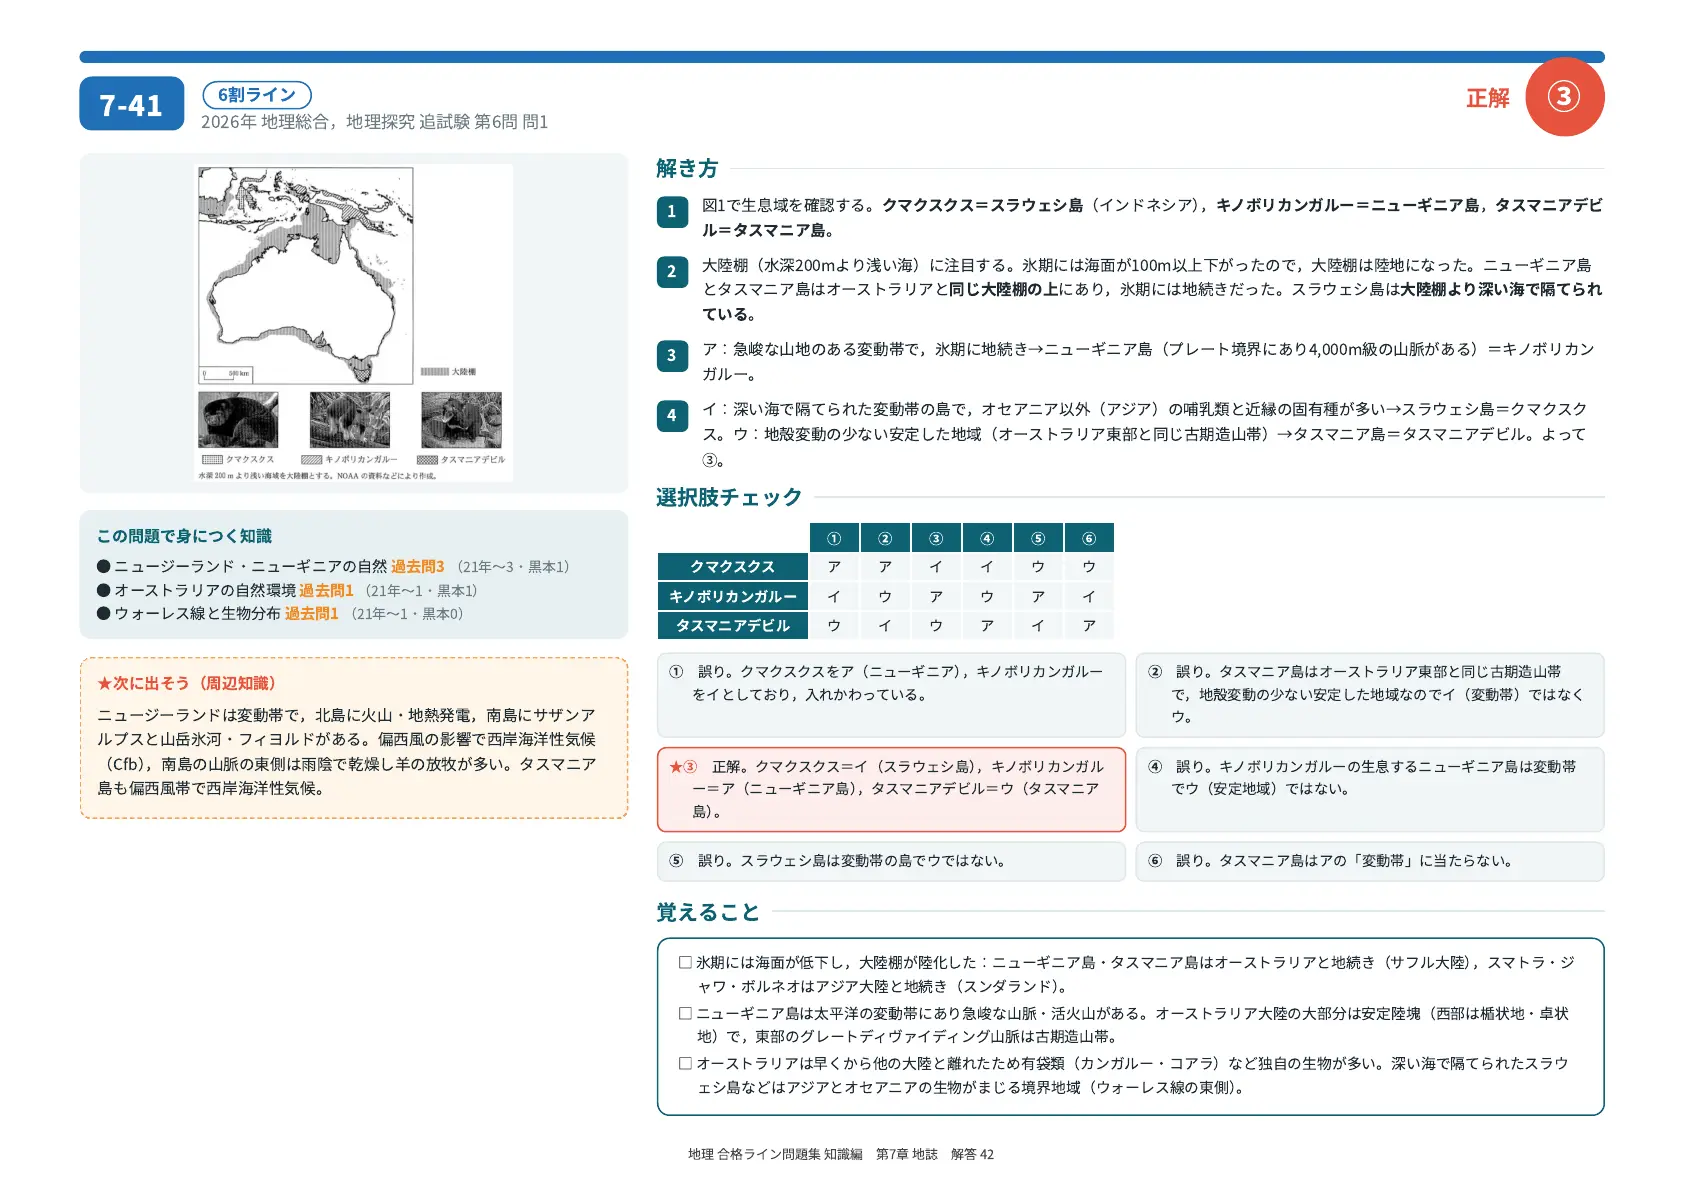 7-41
6割ライン
2026年 地理総合，地理探究 追試験 第6問 問1
正解
③
0 500 km
大陸棚
クマクスクス
キノボリカンガルー
タスマニアデビル
水深 200 m より浅い海域を大陸棚とする。NOAA の資料などにより作成。
この問題で身につく知識
● ニュージーランド・ニューギニアの自然 過去問3 （21年〜3・黒本1）
● オーストラリアの自然環境 過去問1 （21年〜1・黒本1）
● ウォーレス線と生物分布 過去問1 （21年〜1・黒本0）
★次に出そう（周辺知識）
ニュージーランドは変動帯で，北島に火山・地熱発電，南島にサザンア
ルプスと山岳氷河・フィヨルドがある。偏西風の影響で西岸海洋性気候
（Cfb），南島の山脈の東側は雨陰で乾燥し羊の放牧が多い。タスマニア
島も偏西風帯で西岸海洋性気候。
解き方
1
図1で生息域を確認する。クマクスクス＝スラウェシ島（インドネシア），キノボリカンガルー＝ニューギニア島，タスマニアデビ
ル＝タスマニア島。
2
大陸棚（水深200mより浅い海）に注目する。氷期には海面が100m以上下がったので，大陸棚は陸地になった。ニューギニア島
とタスマニア島はオーストラリアと同じ大陸棚の上にあり，氷期には地続きだった。スラウェシ島は大陸棚より深い海で隔てられ
ている。
3
ア：急峻な山地のある変動帯で，氷期に地続き→ニューギニア島（プレート境界にあり4,000m級の山脈がある）＝キノボリカン
ガルー。
4
イ：深い海で隔てられた変動帯の島で，オセアニア以外（アジア）の哺乳類と近縁の固有種が多い→スラウェシ島＝クマクスク
ス。ウ：地殻変動の少ない安定した地域（オーストラリア東部と同じ古期造山帯）→タスマニア島＝タスマニアデビル。よって
③。
選択肢チェック
① ② ③ ④ ⑤ ⑥
クマクスクス ア ア イ イ ウ ウ
キノボリカンガルー イ ウ ア ウ ア イ
タスマニアデビル ウ イ ウ ア イ ア
① 誤り。クマクスクスをア（ニューギニア），キノボリカンガルー
をイとしており，入れかわっている。
② 誤り。タスマニア島はオーストラリア東部と同じ古期造山帯
で，地殻変動の少ない安定した地域なのでイ（変動帯）ではなく
ウ。
★③ 正解。クマクスクス＝イ（スラウェシ島），キノボリカンガル
ー＝ア（ニューギニア島），タスマニアデビル＝ウ（タスマニア
島）。
④ 誤り。キノボリカンガルーの生息するニューギニア島は変動帯
でウ（安定地域）ではない。
⑤ 誤り。スラウェシ島は変動帯の島でウではない。
⑥ 誤り。タスマニア島はアの「変動帯」に当たらない。
覚えること
□ 氷期には海面が低下し，大陸棚が陸化した：ニューギニア島・タスマニア島はオーストラリアと地続き（サフル大陸），スマトラ・ジ
ャワ・ボルネオはアジア大陸と地続き（スンダランド）。
□ ニューギニア島は太平洋の変動帯にあり急峻な山脈・活火山がある。オーストラリア大陸の大部分は安定陸塊（西部は楯状地・卓状
地）で，東部のグレートディヴァイディング山脈は古期造山帯。
□ オーストラリアは早くから他の大陸と離れたため有袋類（カンガルー・コアラ）など独自の生物が多い。深い海で隔てられたスラウ
ェシ島などはアジアとオセアニアの生物がまじる境界地域（ウォーレス線の東側）。
地理 合格ライン問題集 知識編 第7章 地誌 解答 42